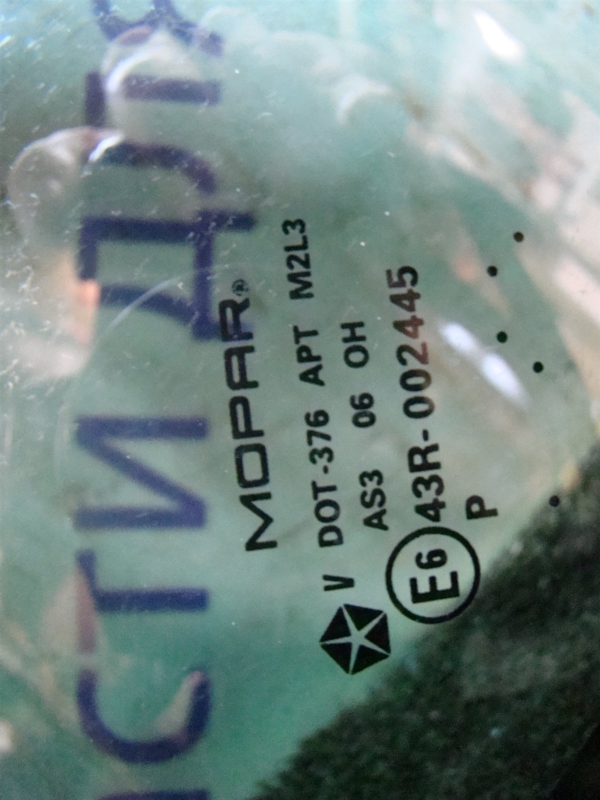 MOPAR®
V DOT-376 APT M2L3
AS3 06 OH
E6 43R-002445
P